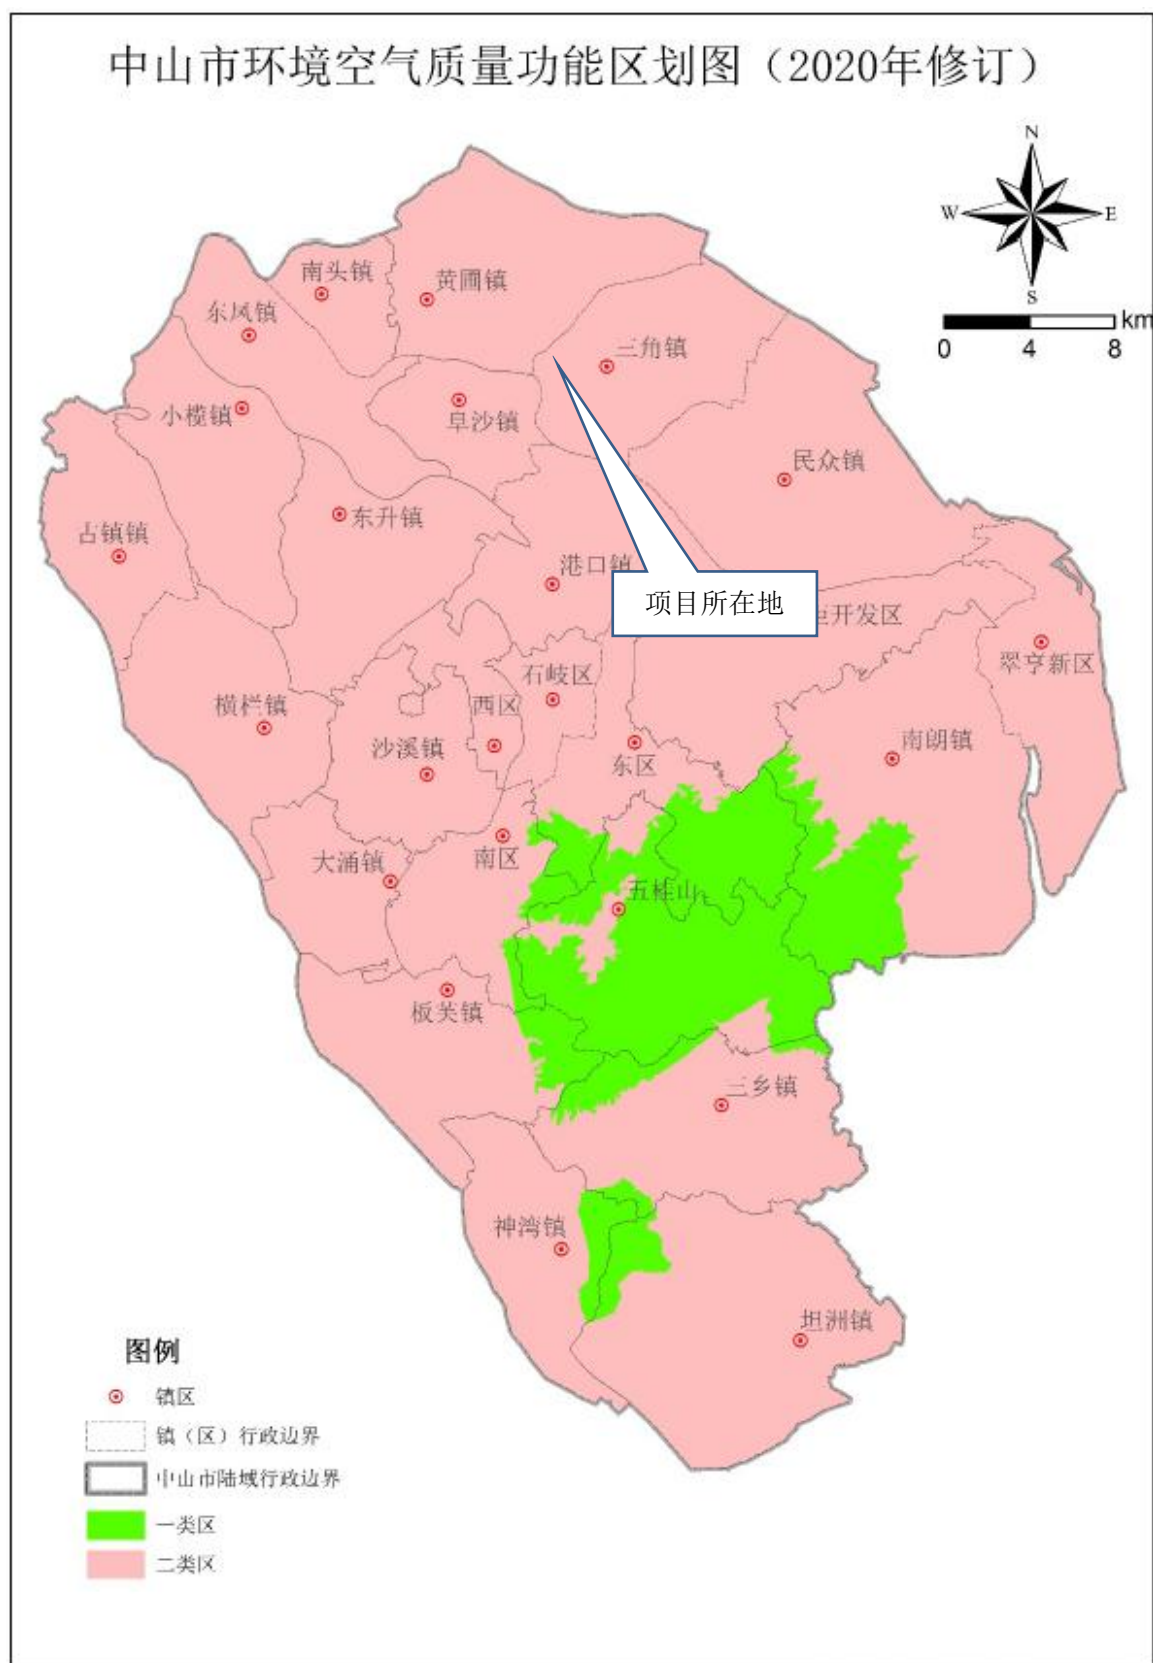 中山市环境空气质量功能区划图（2020年修订）
N
W
E
S
km
0 4 8
南头镇
黄圃镇
东凤镇
三角镇
小榄镇
阜沙镇
民众镇
东升镇
古镇镇
港口镇
项目所在地
开发区
翠亨新区
石岐区
横栏镇
西区
沙溪镇
东区
南朗镇
南区
大涌镇
五桂山
板芙镇
三乡镇
神湾镇
坦洲镇
图例
镇区
镇（区）行政边界
中山市陆域行政边界
一类区
二类区